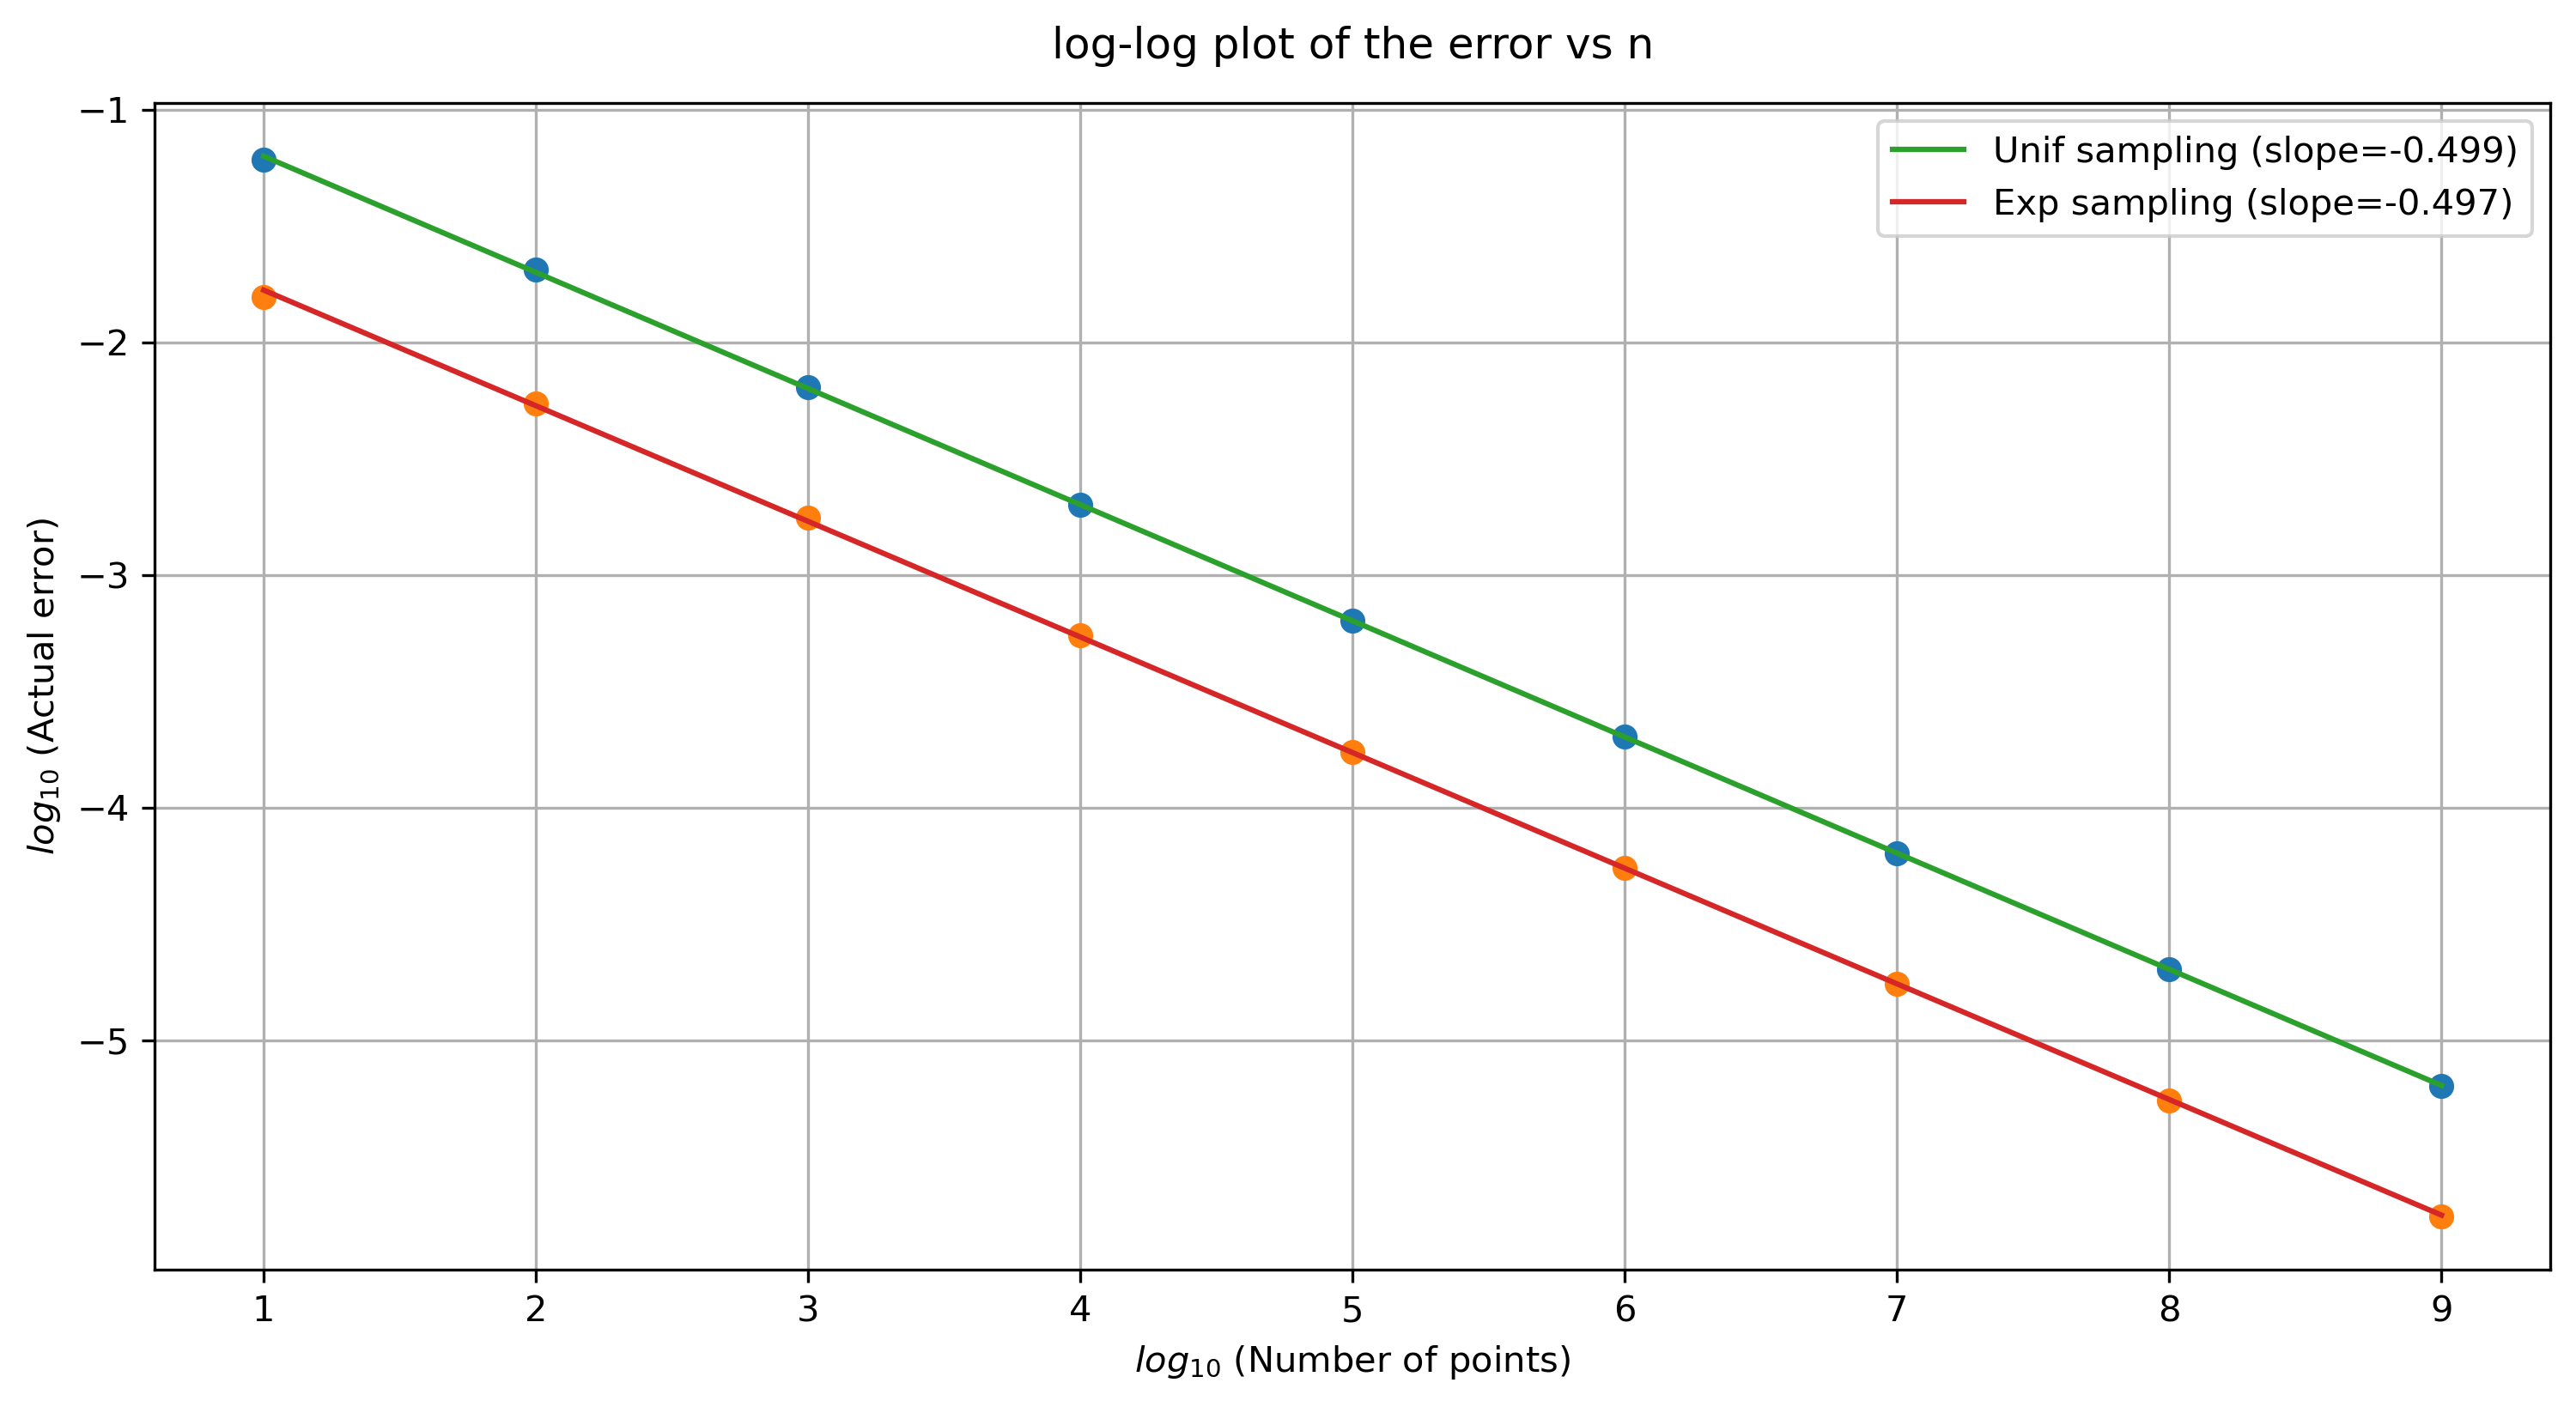 log-log plot of the error vs n
Unif sampling (slope=-0.499)
Exp sampling (slope=-0.497)
−1
−2
−3
−4
−5
log₁₀ (Actual error)
1 2 3 4 5 6 7 8 9
log₁₀ (Number of points)